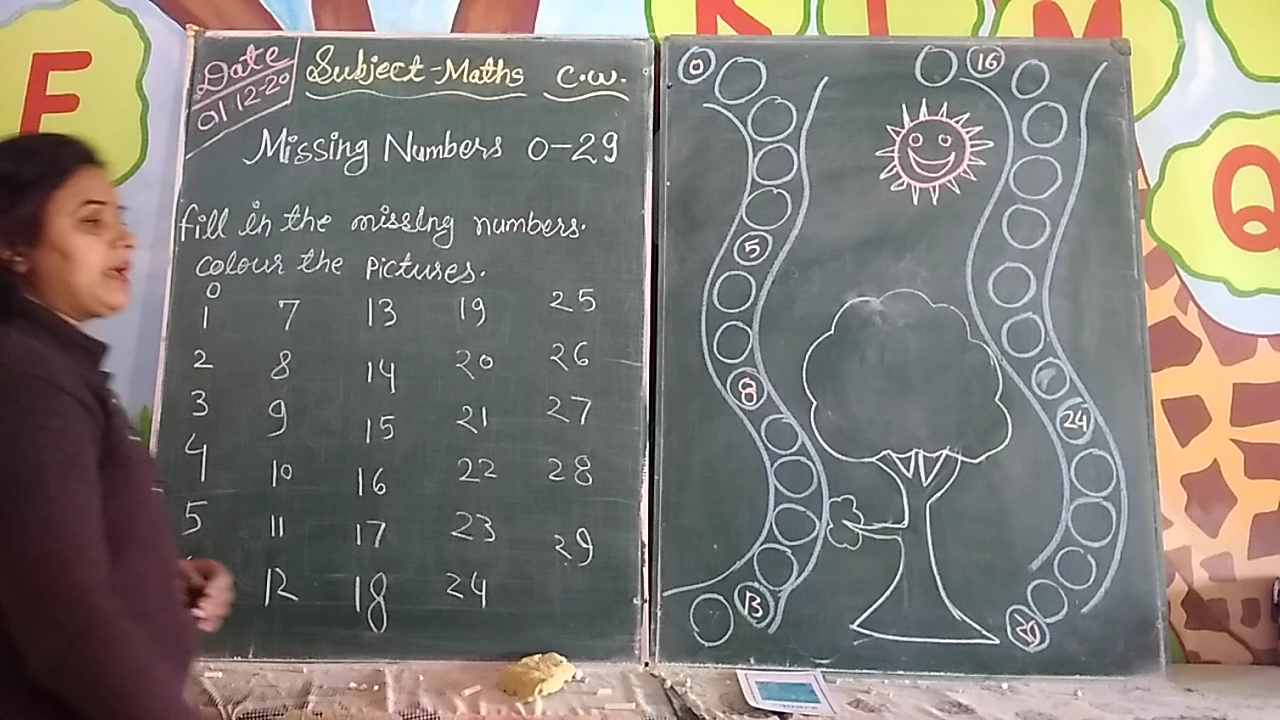 F
K I M
Q
Date
01 12-20
Subject-Maths C.W.
Missing Numbers 0-29
fill in the missing numbers.
colour the pictures.
0
1 7 13 19 25
2 8 14 20 26
3 9 15 21 27
4 10 16 22 28
5 11 17 23 29
12 18 24
0
5
8
13
16
24
29